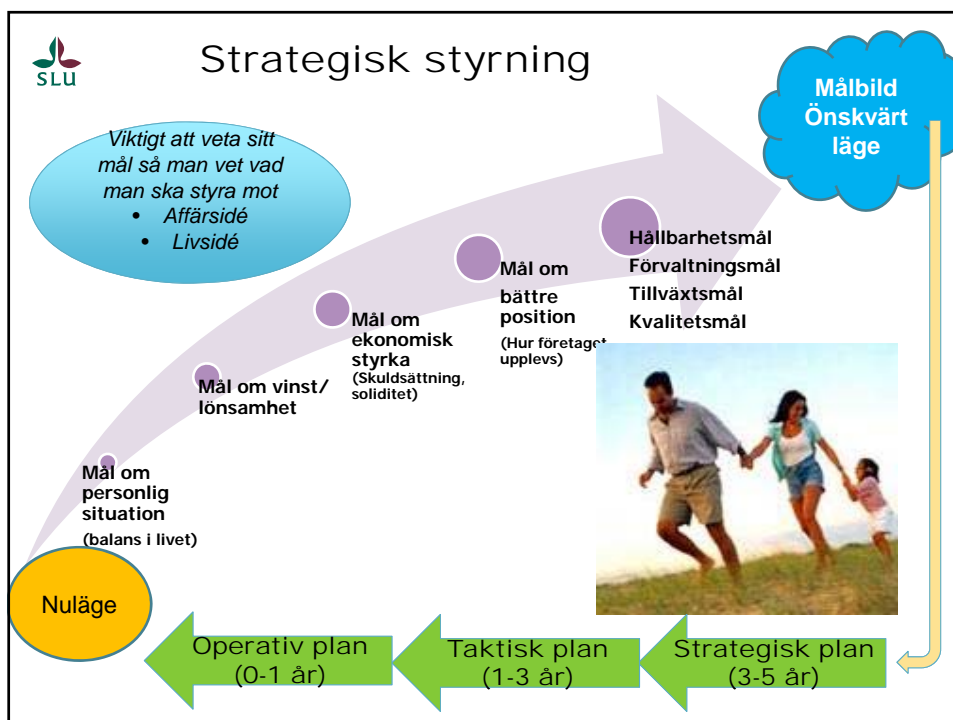 SLU
Strategisk styrning
Målbild
Önskvärt
läge
Viktigt att veta sitt
mål så man vet vad
man ska styra mot
• Affärsidé
• Livsidé
Hållbarhetsmål
Förvaltningsmål
Tillväxtsmål
Kvalitetsmål
Mål om
bättre
position
(Hur företaget
upplevs)
Mål om
ekonomisk
styrka
(Skuldsättning,
soliditet)
Mål om vinst/
lönsamhet
Mål om
personlig
situation
(balans i livet)
Nuläge
Operativ plan
(0-1 år)
Taktisk plan
(1-3 år)
Strategisk plan
(3-5 år)